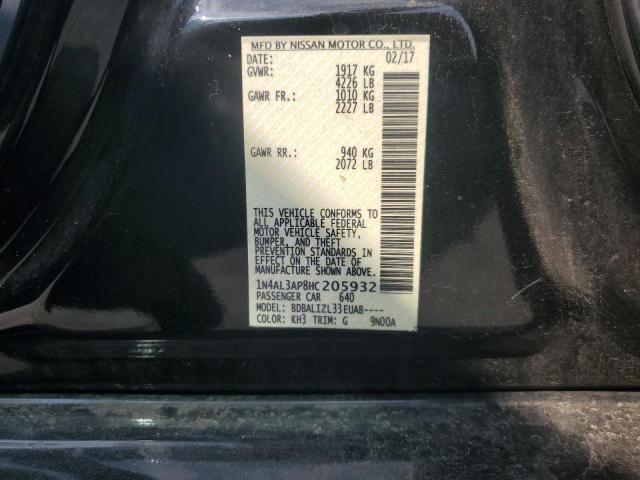 MFD BY NISSAN MOTOR CO., LTD.
DATE: 02/17
GVWR: 1917 KG
4226 LB
GAWR FR.: 1010 KG
2227 LB
GAWR RR.: 940 KG
2072 LB
THIS VEHICLE CONFORMS TO
ALL APPLICABLE FEDERAL
MOTOR VEHICLE SAFETY,
BUMPER, AND THEFT
PREVENTION STANDARDS IN
EFFECT ON THE DATE OF
MANUFACTURE SHOWN ABOVE.
1N4AL3AP8HC205932
PASSENGER CAR 640
MODEL: BDBALIZL33EUAB----
COLOR: KH3 TRIM: G 9N00A